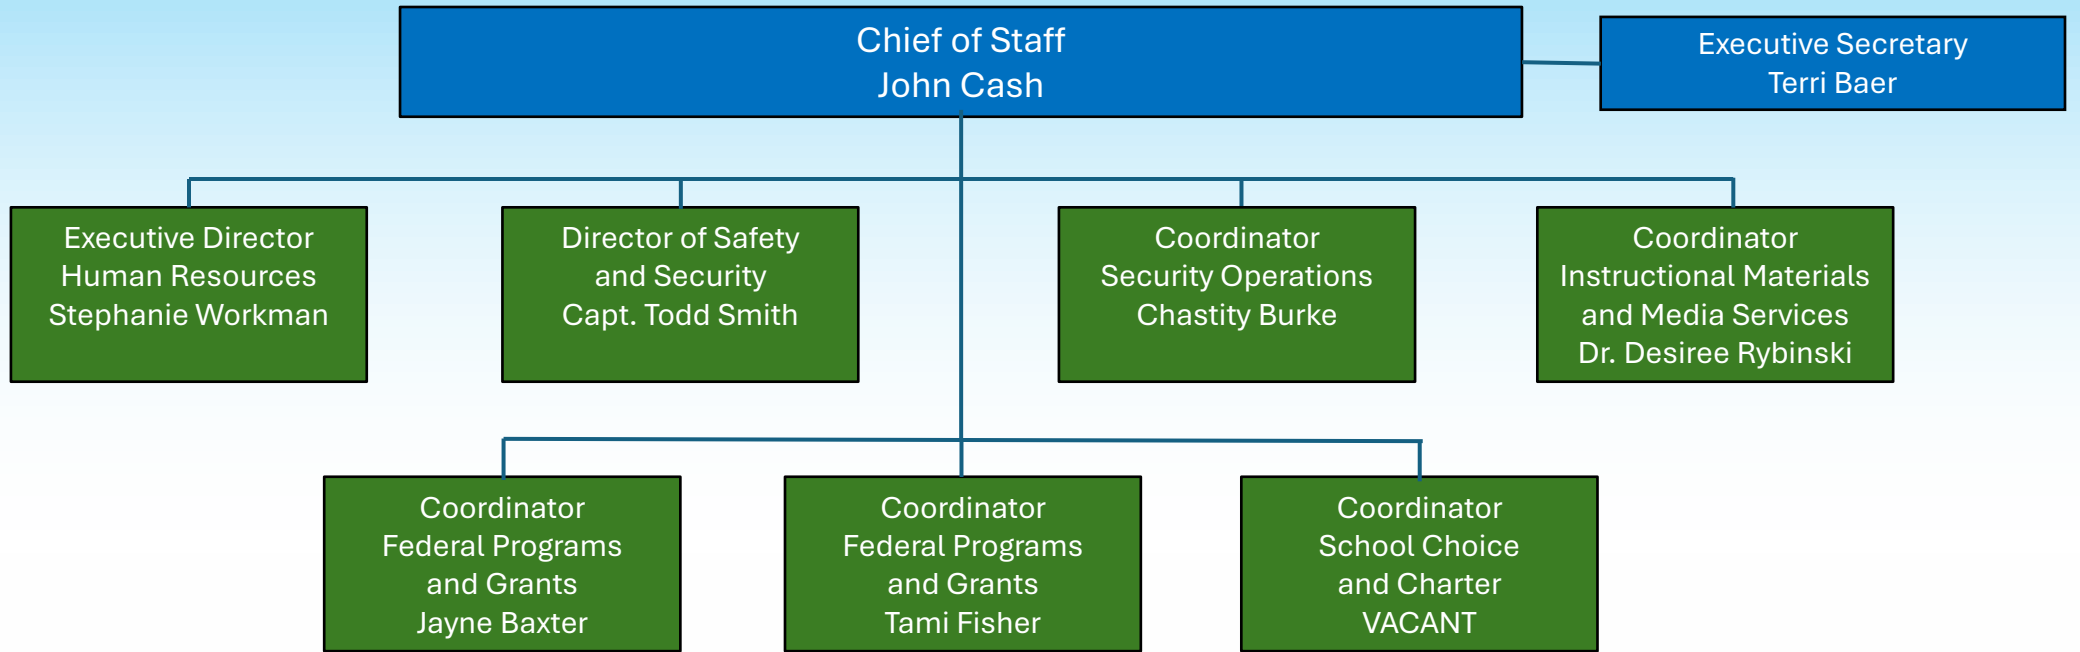 Chief of Staff
John Cash
Executive Secretary
Terri Baer
Executive Director
Human Resources
Stephanie Workman
Director of Safety
and Security
Capt. Todd Smith
Coordinator
Security Operations
Chastity Burke
Coordinator
Instructional Materials
and Media Services
Dr. Desiree Rybinski
Coordinator
Federal Programs
and Grants
Jayne Baxter
Coordinator
Federal Programs
and Grants
Tami Fisher
Coordinator
School Choice
and Charter
VACANT